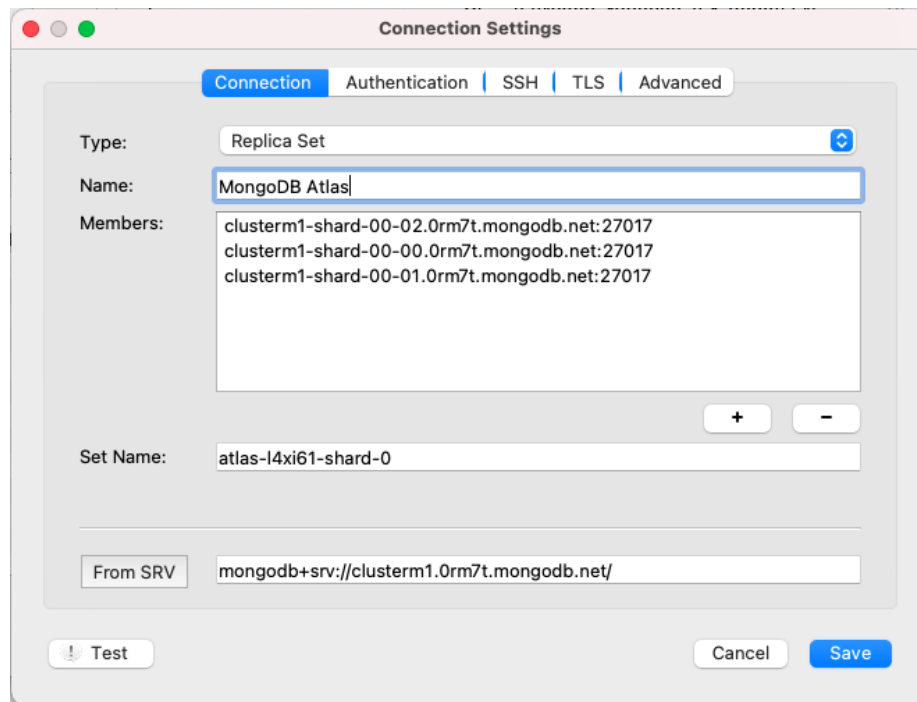 Connection Settings
Connection Authentication SSH TLS Advanced
Type: Replica Set
Name: MongoDB Atlas
Members: clusterm1-shard-00-02.0rm7t.mongodb.net:27017
clusterm1-shard-00-00.0rm7t.mongodb.net:27017
clusterm1-shard-00-01.0rm7t.mongodb.net:27017
+ -
Set Name: atlas-l4xi61-shard-0
From SRV mongodb+srv://clusterm1.0rm7t.mongodb.net/
! Test Cancel Save